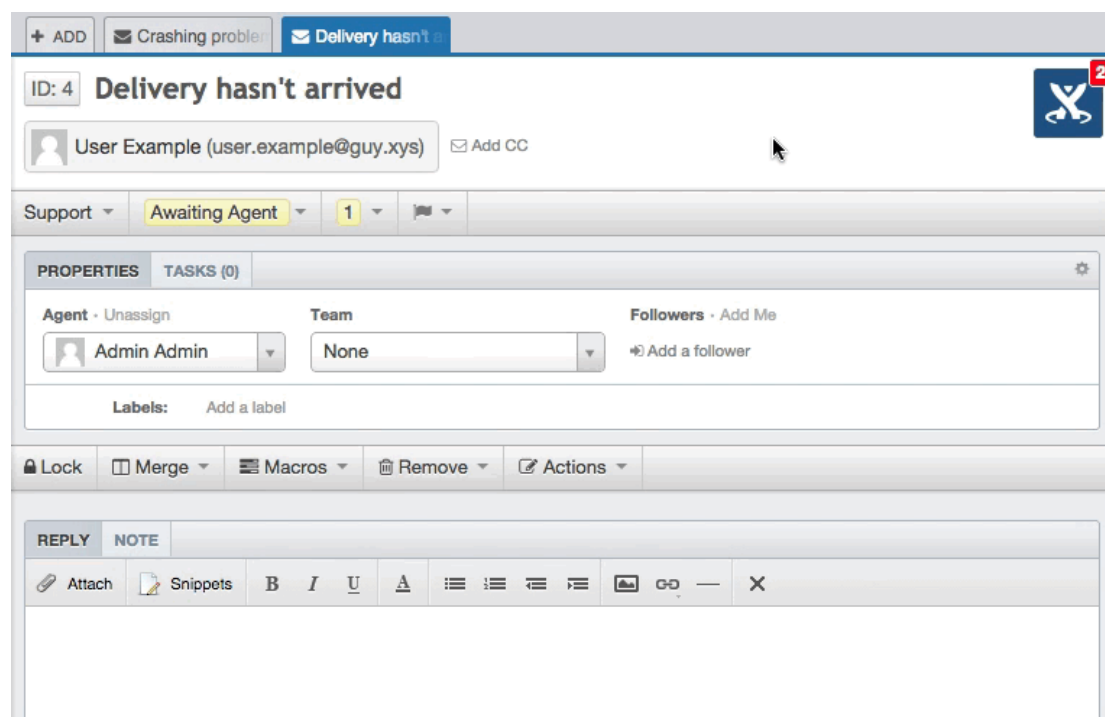 + ADD Crashing problem Delivery hasn't a
ID: 4 Delivery hasn't arrived
2
User Example (user.example@guy.xys) Add CC
Support Awaiting Agent 1
PROPERTIES TASKS (0)
Agent · Unassign Team Followers · Add Me
Admin Admin None Add a follower
Labels: Add a label
Lock Merge Macros Remove Actions
REPLY NOTE
Attach Snippets B I U A